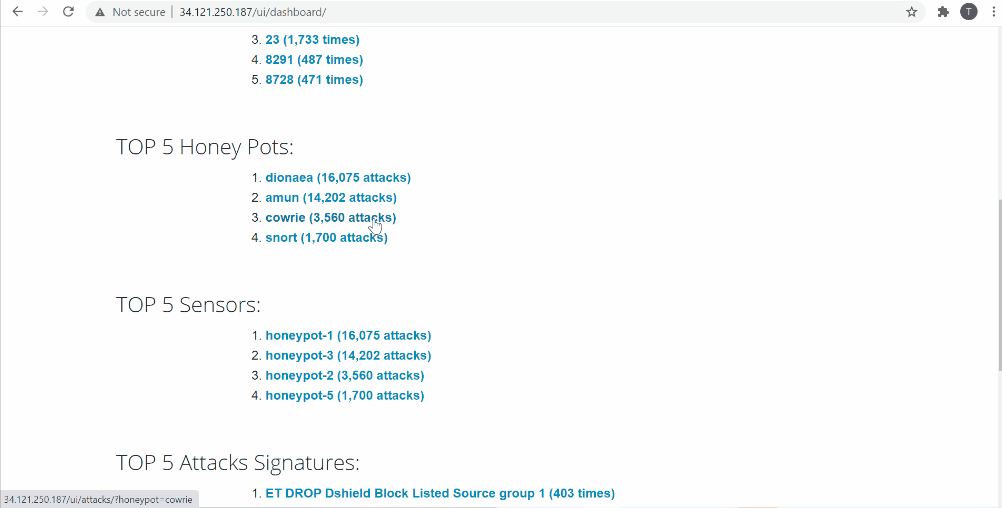 Not secure | 34.121.250.187/ui/dashboard/
T
3. 23 (1,733 times)
4. 8291 (487 times)
5. 8728 (471 times)
TOP 5 Honey Pots:
1. dionaea (16,075 attacks)
2. amun (14,202 attacks)
3. cowrie (3,560 attacks)
4. snort (1,700 attacks)
TOP 5 Sensors:
1. honeypot-1 (16,075 attacks)
2. honeypot-3 (14,202 attacks)
3. honeypot-2 (3,560 attacks)
4. honeypot-5 (1,700 attacks)
TOP 5 Attacks Signatures:
1. ET DROP Dshield Block Listed Source group 1 (403 times)
34.121.250.187/ui/attacks/?honeypot=cowrie